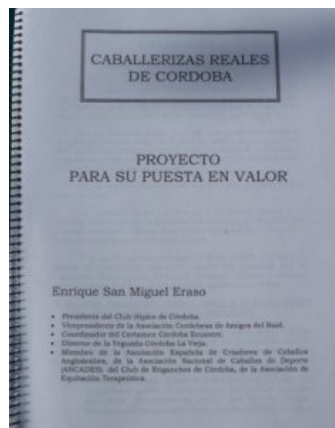 CABALLERIZAS REALES
DE CORDOBA
PROYECTO
PARA SU PUESTA EN VALOR
Enrique San Miguel Eraso
• Presidente del Club Hípico de Córdoba.
• Vicepresidente de la Asociación Cordobesa de Amigos del Raid.
• Coordinador del Certamen Córdoba Ecuestre.
• Director de la Yeguada Córdoba La Vieja.
• Miembro de la Asociación Española de Criadores de Caballos
Angloárabes, de la Asociación Nacional de Caballos de Deporte
(ANCADES), del Club de Enganches de Córdoba, de la Asociación de
Equitación Terapéutica.